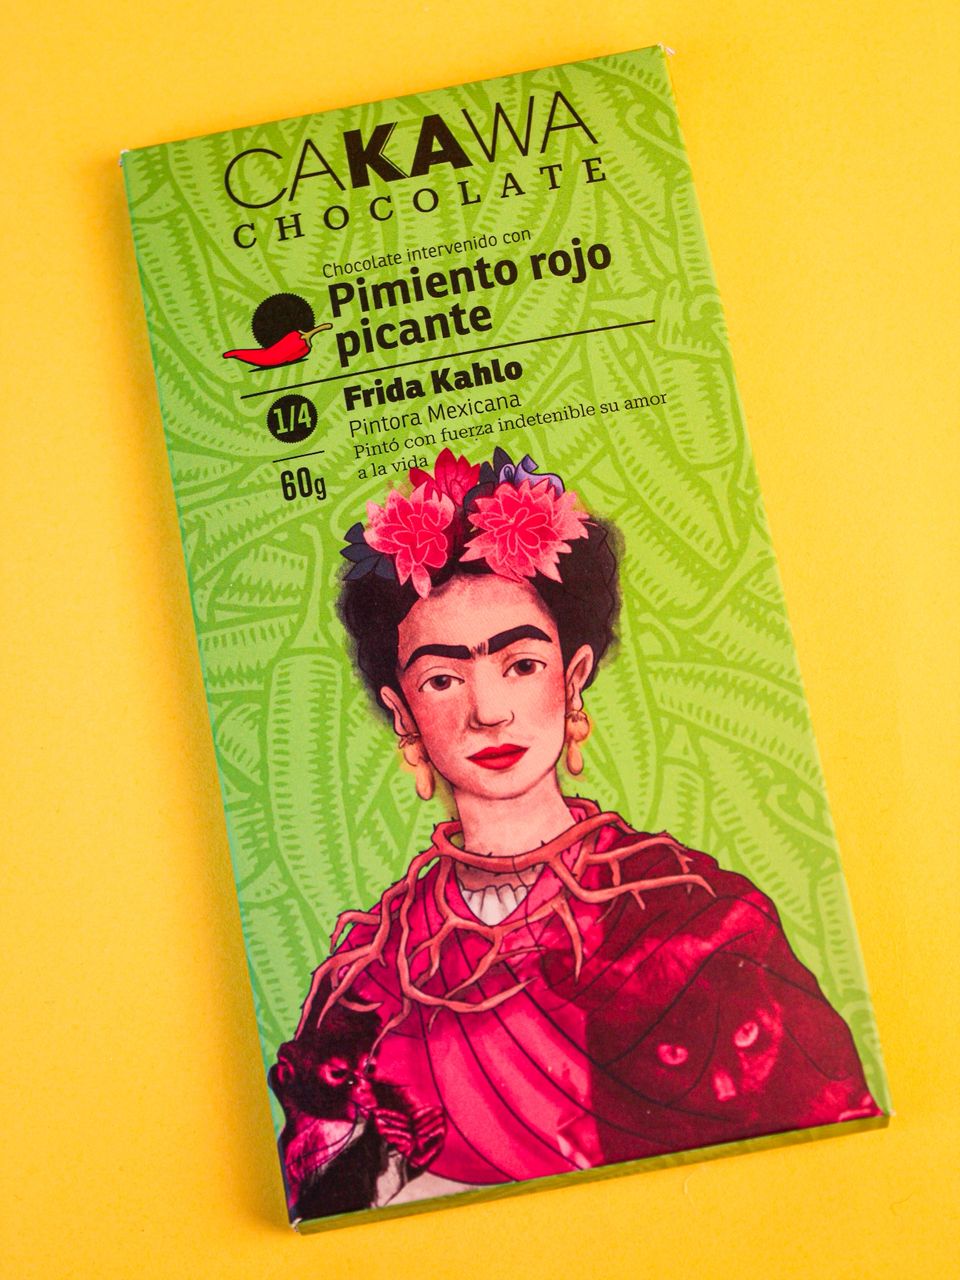 CAKAWA
CHOCOLATE
Chocolate intervenido con
Pimiento rojo
picante
Frida Kahlo
1/4
Pintora Mexicana
Pintó con fuerza indetenible su amor
a la vida
60g